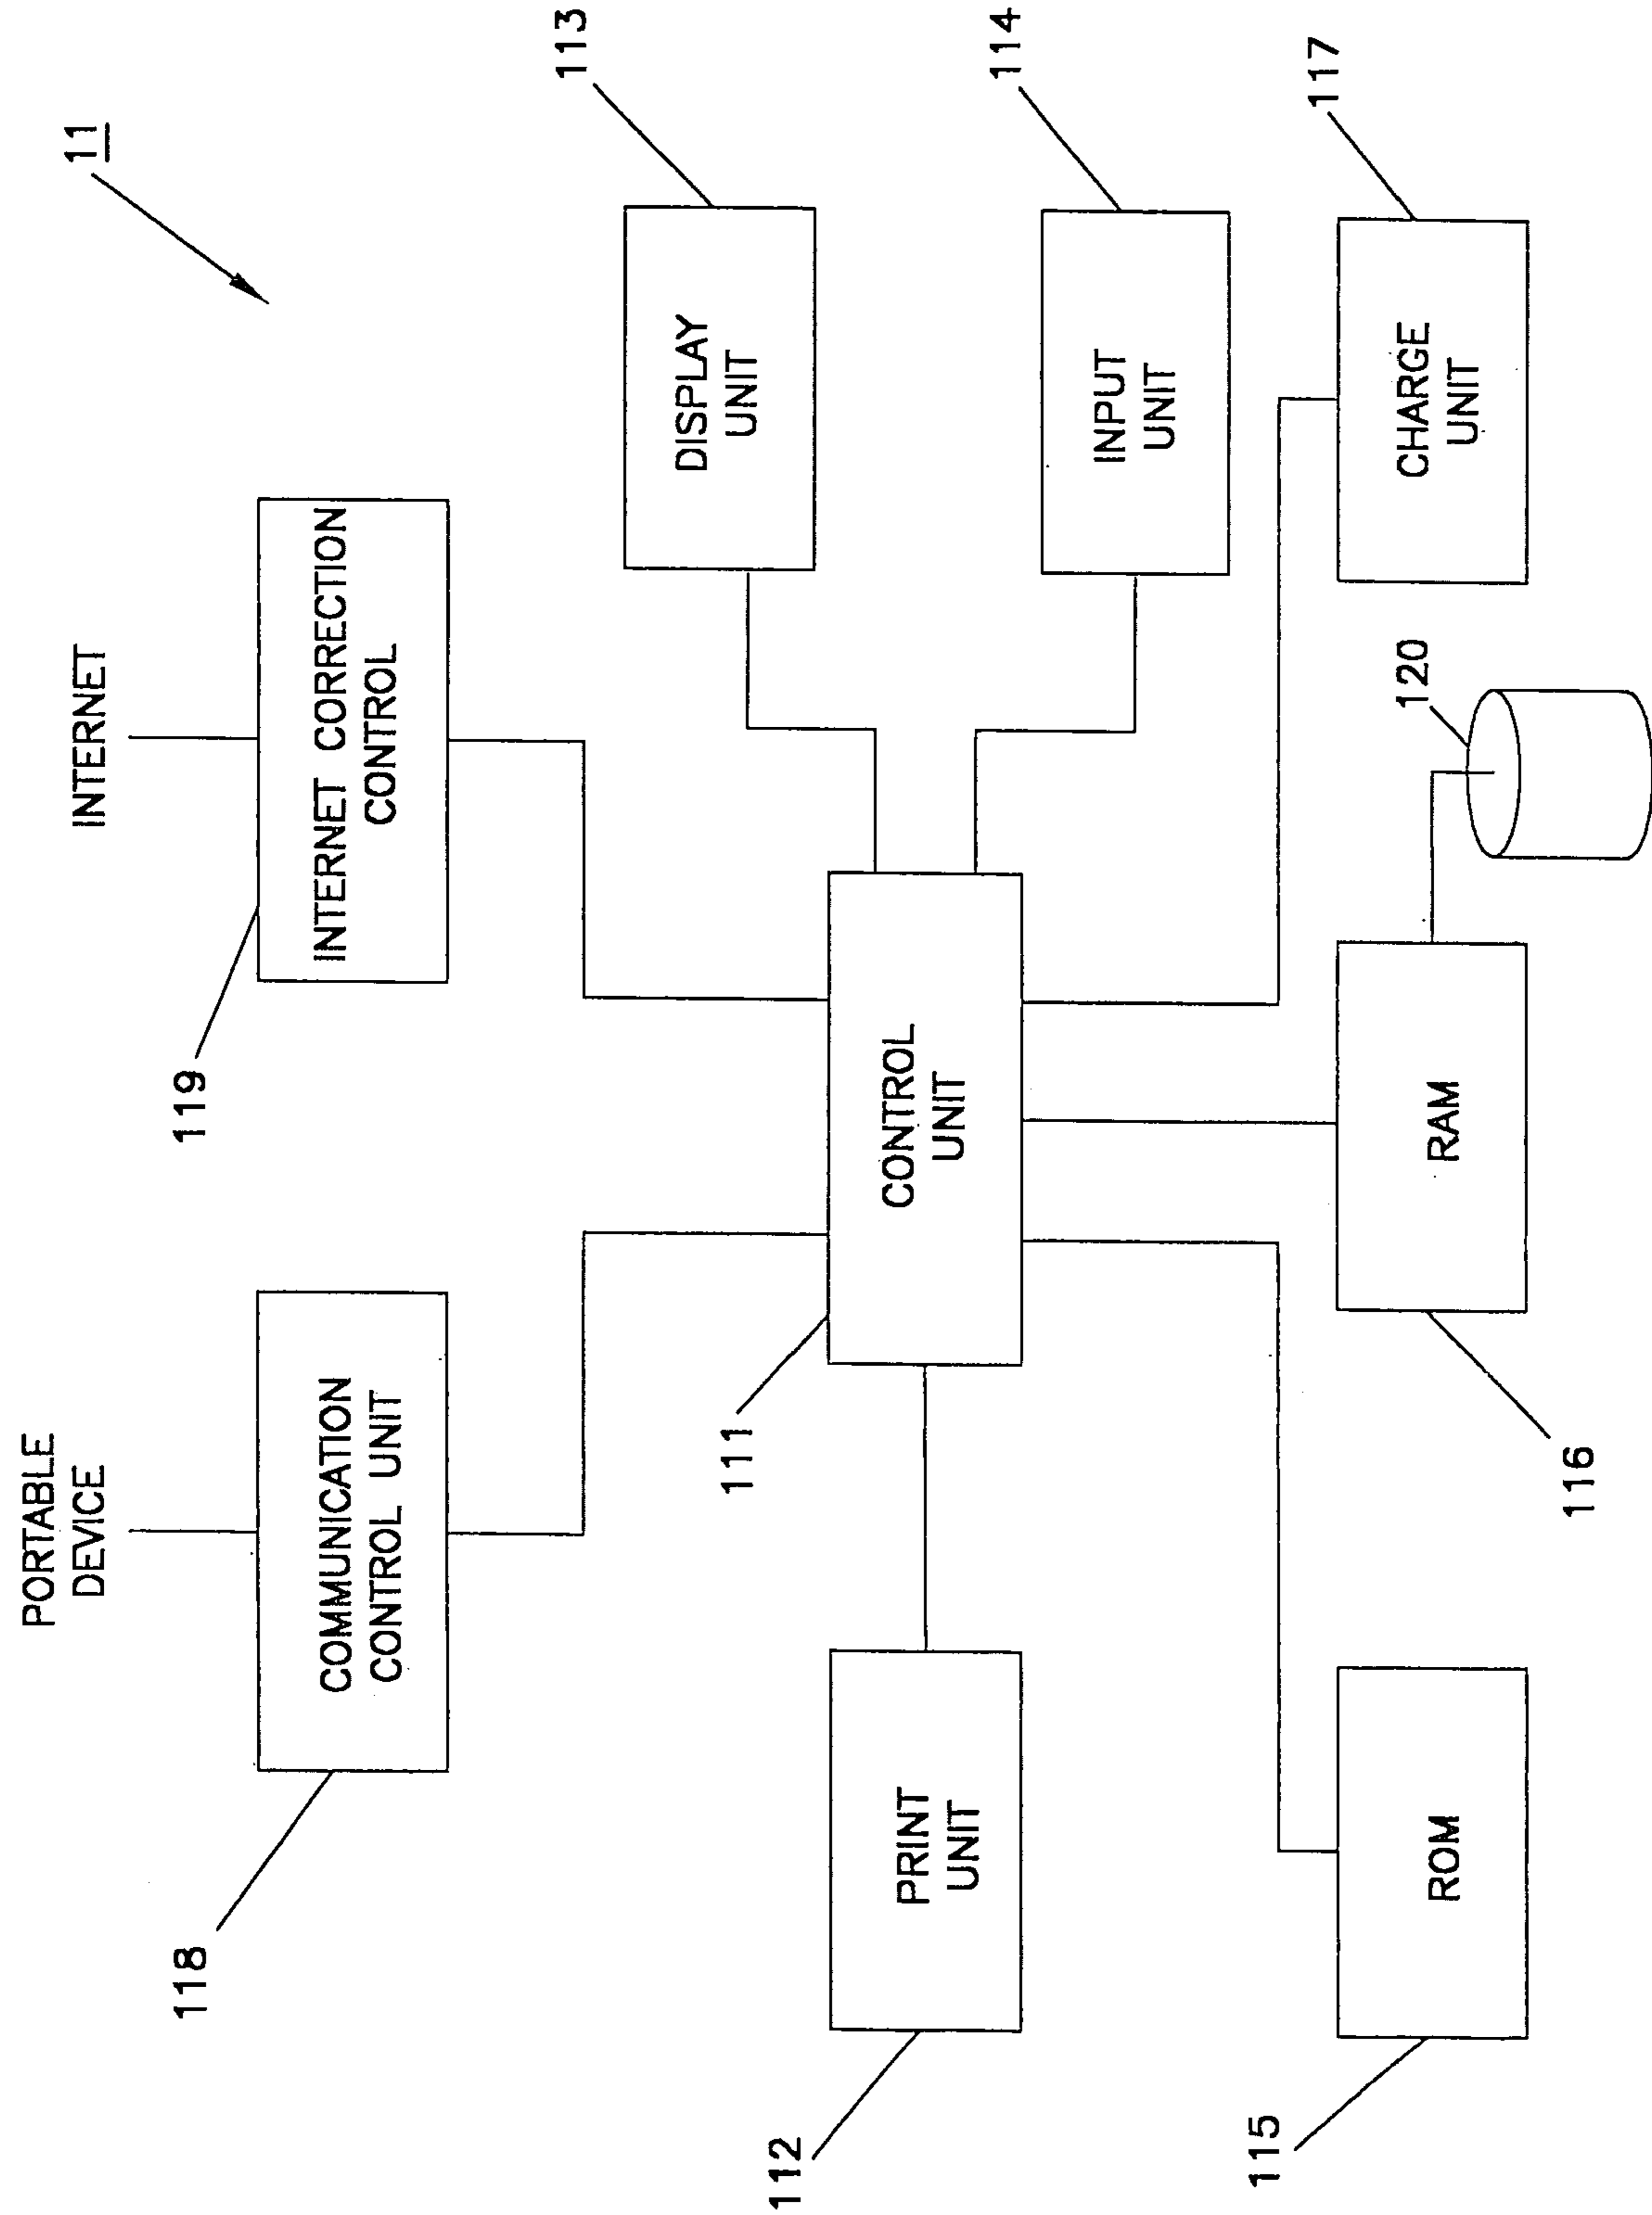 11
PORTABLE
DEVICE
INTERNET
118
COMMUNICATION
CONTROL UNIT
119
INTERNET CORRECTION
CONTROL
113
DISPLAY
UNIT
111
CONTROL
UNIT
112
PRINT
UNIT
114
INPUT
UNIT
115
ROM
116
RAM
120
117
CHARGE
UNIT